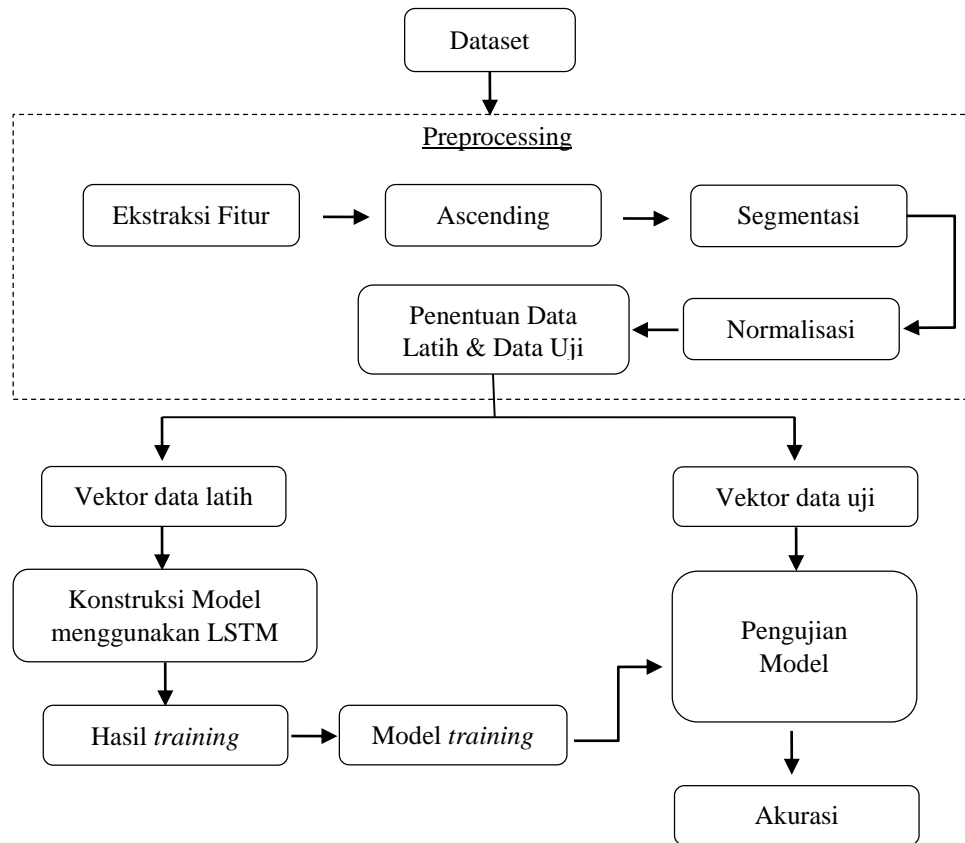 Dataset
Preprocessing
Ekstraksi Fitur
Ascending
Segmentasi
Normalisasi
Penentuan Data
Latih & Data Uji
Vektor data latih
Vektor data uji
Konstruksi Model
menggunakan LSTM
Pengujian
Model
Hasil training
Model training
Akurasi